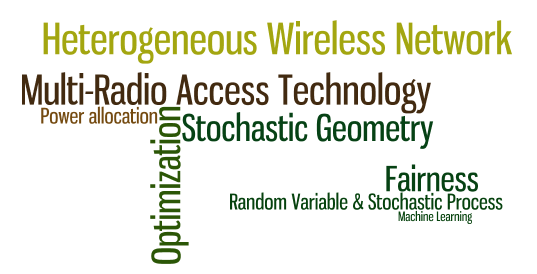 Heterogeneous Wireless Network
Multi-Radio Access Technology
Power allocation
Stochastic Geometry
Optimization
Fairness
Random Variable & Stochastic Process
Machine Learning